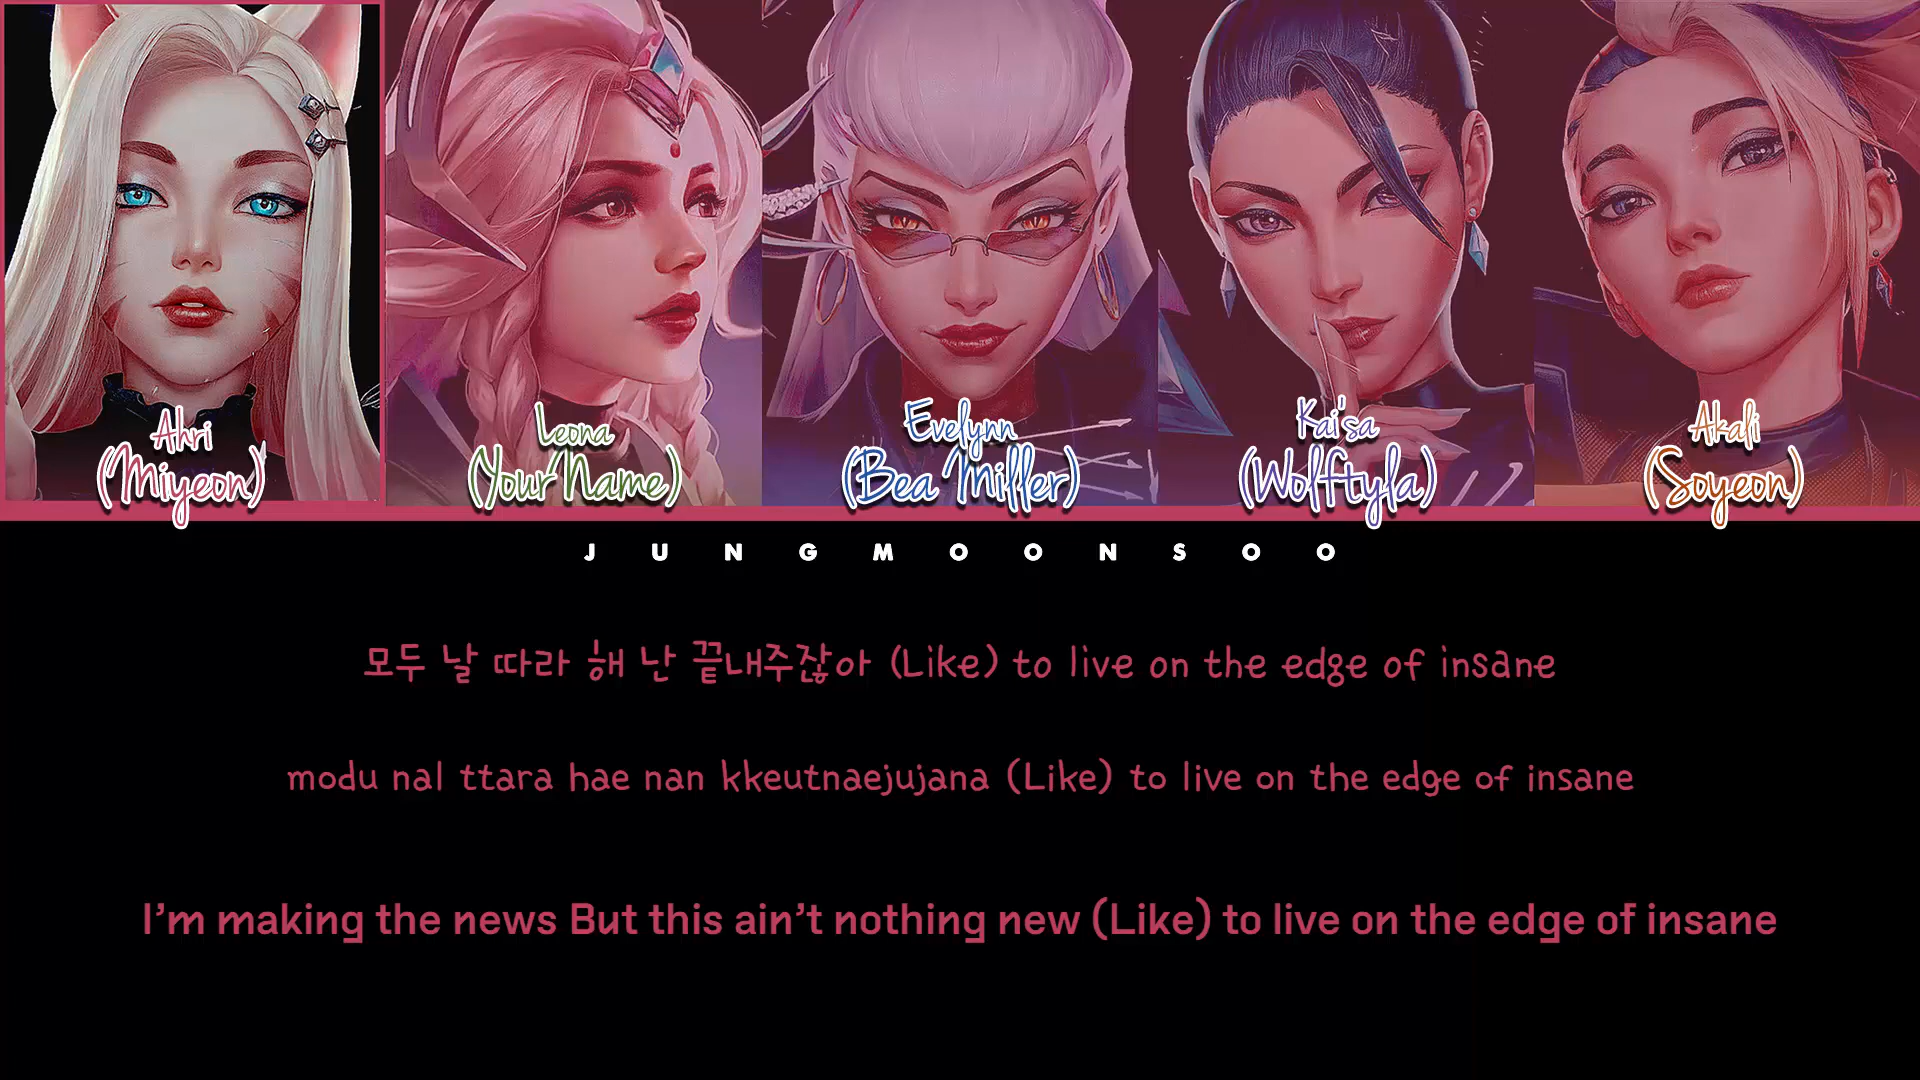 Ahri
(Miyeon)
Leona
(Your Name)
Evelynn
(Bea Miller)
Kai'sa
(Wolftyla)
Akali
(Soyeon)
JUNGMOONSOO
모두 날 따라 해 난 끝내주잖아 (Like) to live on the edge of insane
modu nal ttara hae nan kkeutnaejujana (Like) to live on the edge of insane
I'm making the news But this ain't nothing new (Like) to live on the edge of insane